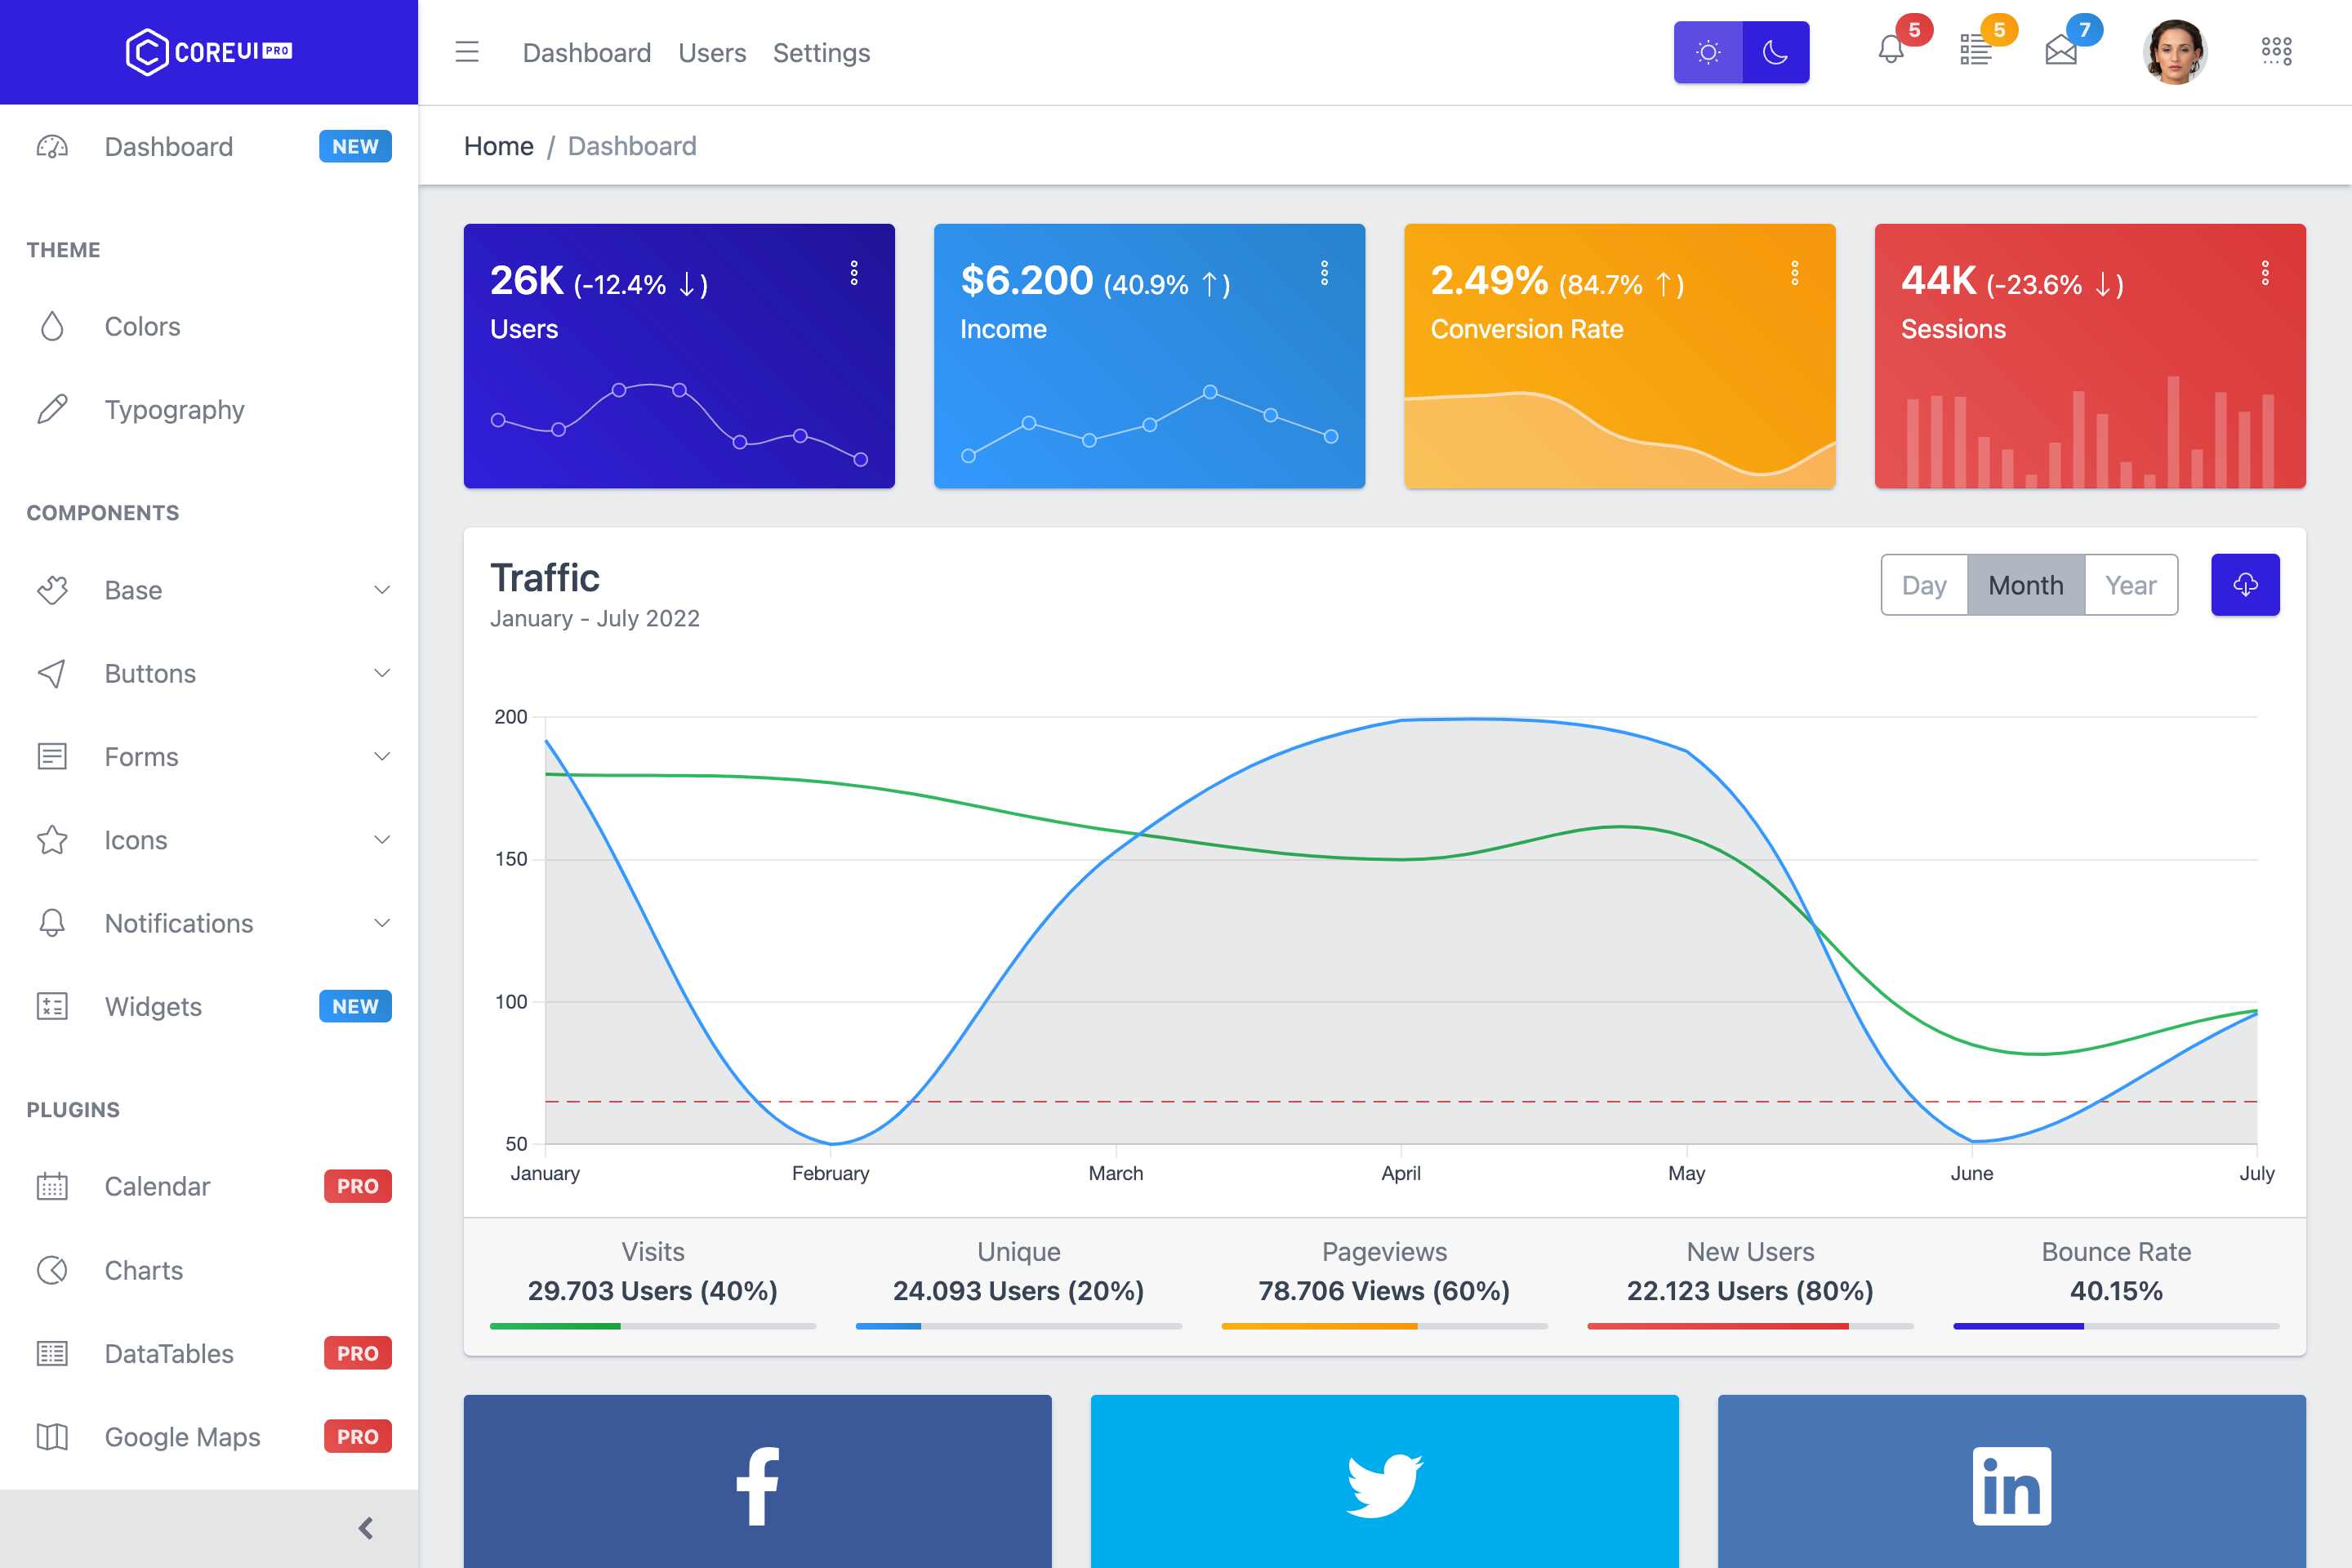 COREUI PRO
Dashboard Users Settings
5
5
7
Dashboard NEW
THEME
Colors
Typography
COMPONENTS
Base
Buttons
Forms
Icons
Notifications
Widgets NEW
PLUGINS
Calendar PRO
Charts
DataTables PRO
Google Maps PRO
Home / Dashboard
26K (-12.4% ↓)
Users
$6.200 (40.9% ↑)
Income
2.49% (84.7% ↑)
Conversion Rate
44K (-23.6% ↓)
Sessions
Traffic
January - July 2022
Day Month Year
200
150
100
50
January February March April May June July
Visits
29.703 Users (40%)
Unique
24.093 Users (20%)
Pageviews
78.706 Views (60%)
New Users
22.123 Users (80%)
Bounce Rate
40.15%
f
in